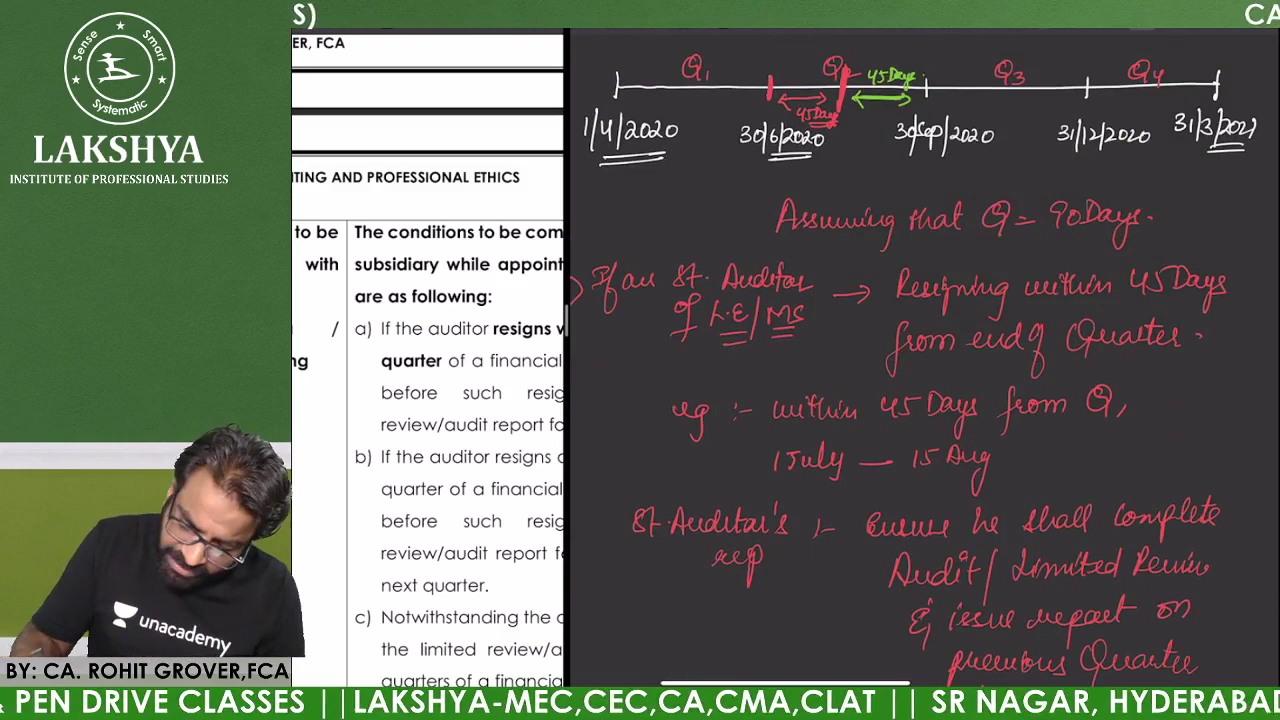 S)
CA
Sense
Smart
Systematic
LAKSHYA
INSTITUTE OF PROFESSIONAL STUDIES
ER, FCA
TING AND PROFESSIONAL ETHICS
to be
with
/
ng
The conditions to be com
subsidiary while appoint
are as following:
a) If the auditor resigns w
quarter of a financial
before such resig
review/audit report fo
b) If the auditor resigns a
quarter of a financial
before such resig
review/audit report fo
next quarter.
c) Notwithstanding the a
the limited review/a
quarters of a financia
Q1 Q 45 Days Q3 Q4
45 Days
1/4/2020 30/6/2020 30/Sep/2020 31/12/2020 31/3/2021
Assuming that Q = 90 Days.
If an St. Auditor
of L.E/MS → Resigning within 45 Days
from end of Quarter.
eg :- within 45 Days from Q1
1 July — 15 Aug
St. Auditor's :- Ensure he shall complete
Audit/ Limited Review
& issue report on
previous Quarter
unacademy
BY: CA. ROHIT GROVER,FCA
PEN DRIVE CLASSES ||LAKSHYA-MEC,CEC,CA,CMA,CLAT || SR NAGAR, HYDERABAD